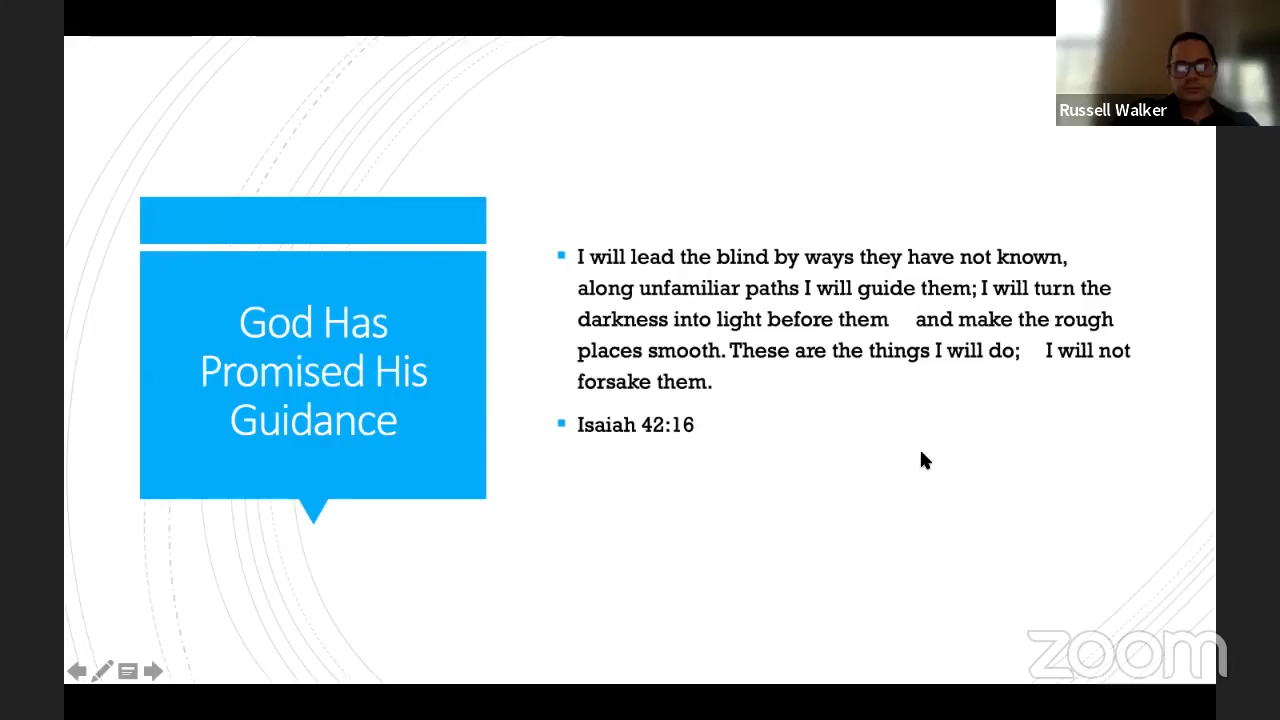 Russell Walker
God Has
Promised His
Guidance
I will lead the blind by ways they have not known,
along unfamiliar paths I will guide them; I will turn the
darkness into light before them and make the rough
places smooth. These are the things I will do; I will not
forsake them.
Isaiah 42:16
zoom